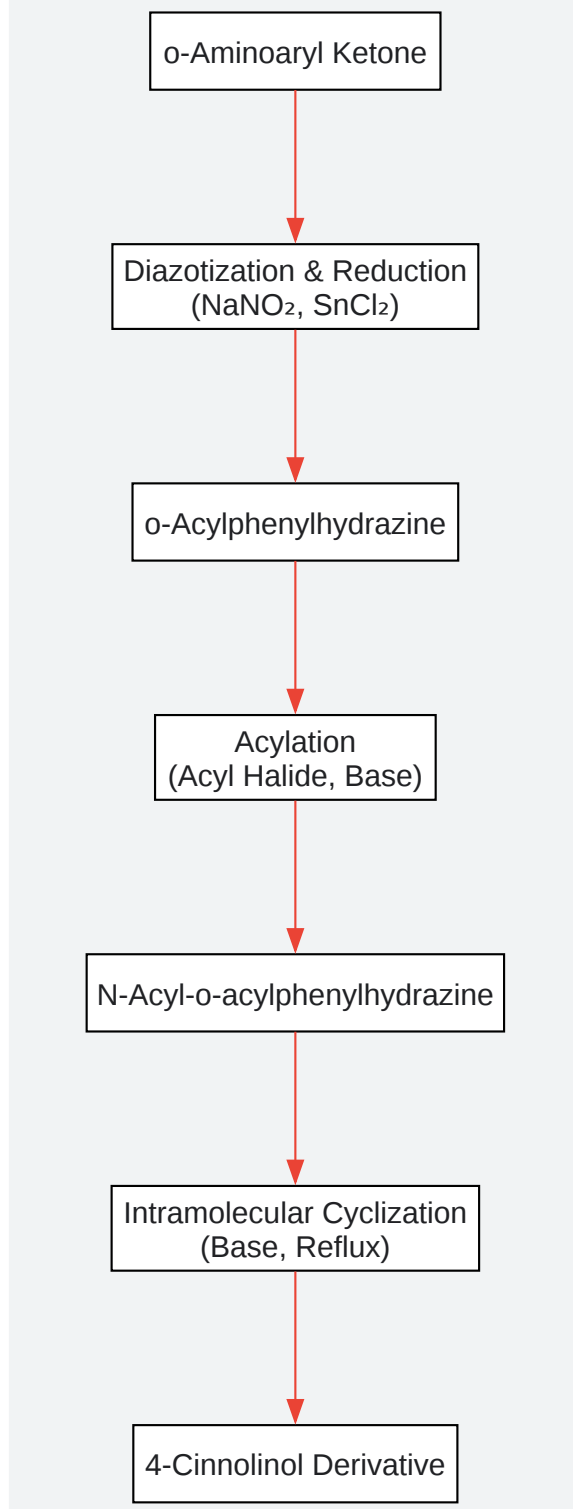 o-Aminoaryl Ketone
Diazotization & Reduction
(NaNO₂, SnCl₂)
o-Acylphenylhydrazine
Acylation
(Acyl Halide, Base)
N-Acyl-o-acylphenylhydrazine
Intramolecular Cyclization
(Base, Reflux)
4-Cinnolinol Derivative